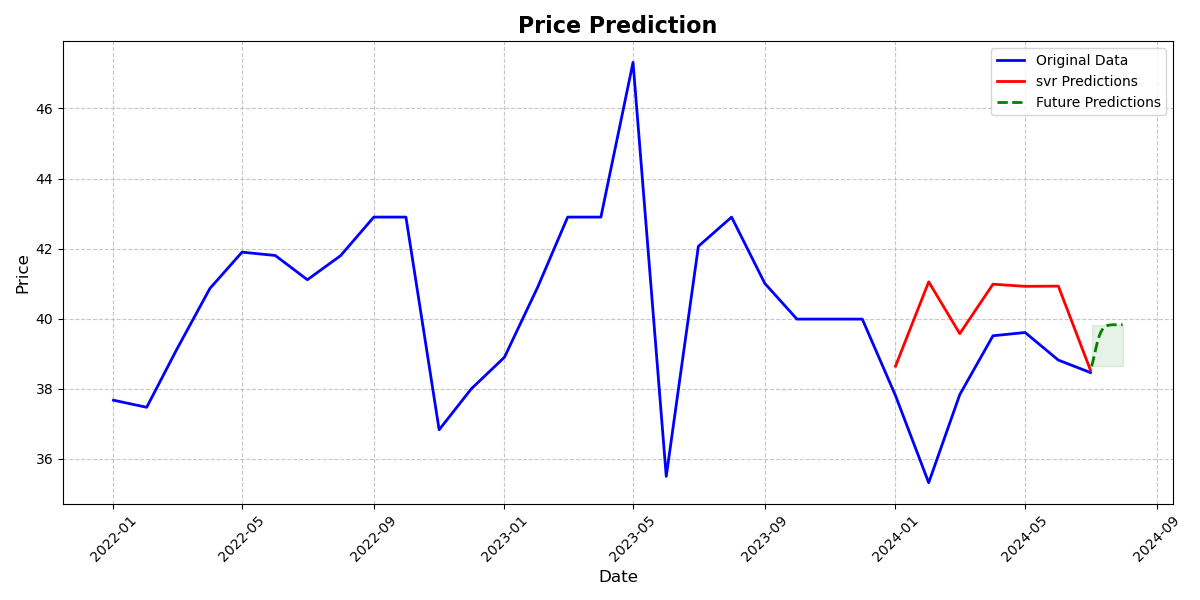 Price Prediction
Original Data
svr Predictions
Future Predictions
Price
46
44
42
40
38
36
2022-01
2022-05
2022-09
2023-01
2023-05
2023-09
2024-01
2024-05
2024-09
Date